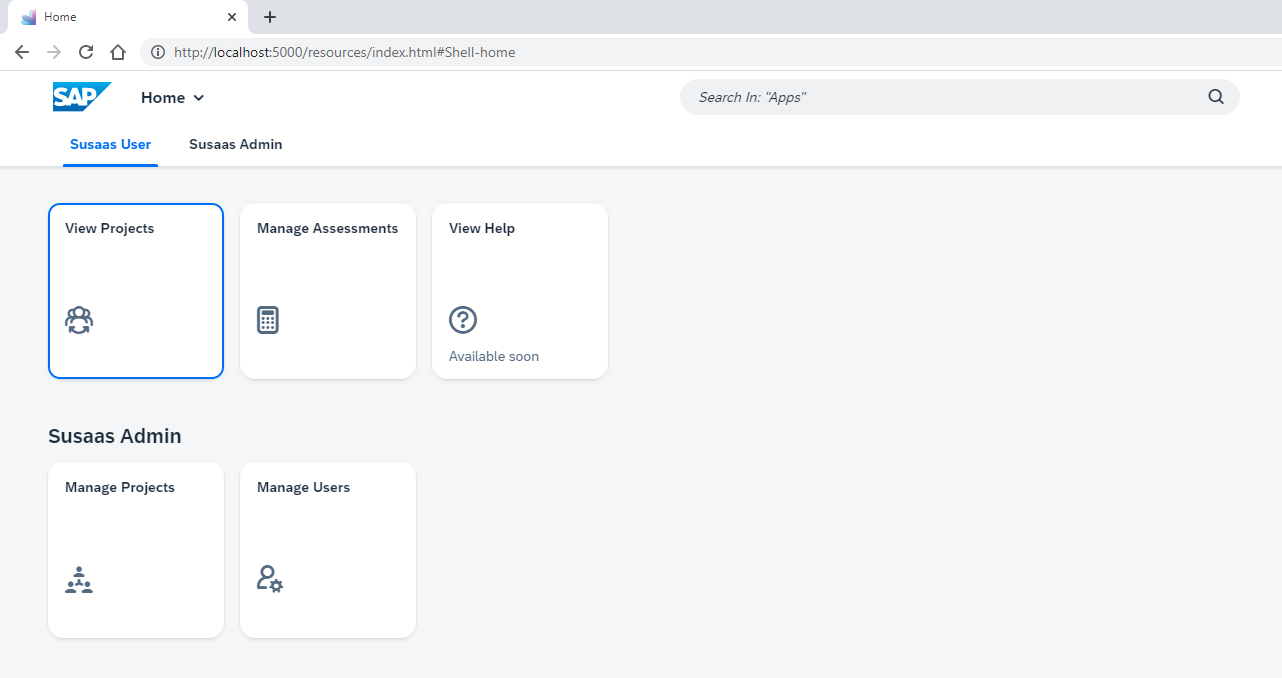 Home
http://localhost:5000/resources/index.html#Shell-home
SAP Home
Search In: "Apps"
Susaas User Susaas Admin
View Projects
Manage Assessments
View Help
Available soon
Susaas Admin
Manage Projects
Manage Users